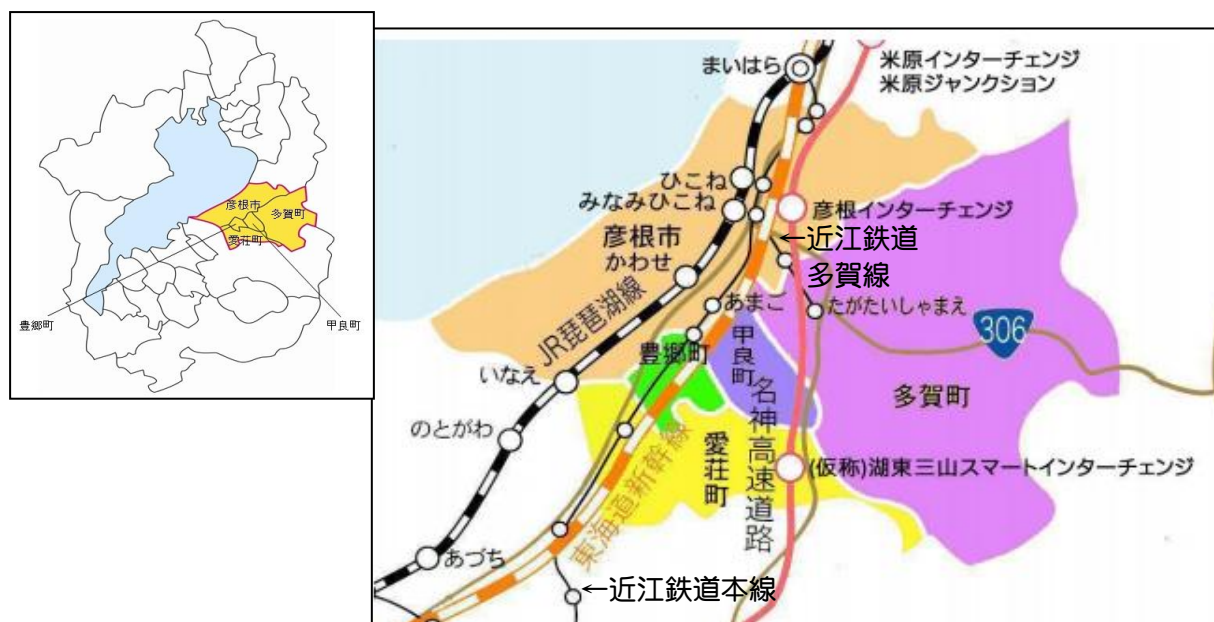 彦根市
多賀町
愛荘町
豊郷町
甲良町
まいはら
米原インターチェンジ
米原ジャンクション
ひこね
みなみひこね
彦根インターチェンジ
彦根市
かわせ
←近江鉄道
多賀線
あまご
たがたいしゃまえ
JR琵琶湖線
306
豊郷町
甲良町
いなえ
多賀町
のとがわ
愛荘町
名神高速道路
(仮称)湖東三山スマートインターチェンジ
東海道新幹線
あづち
←近江鉄道本線